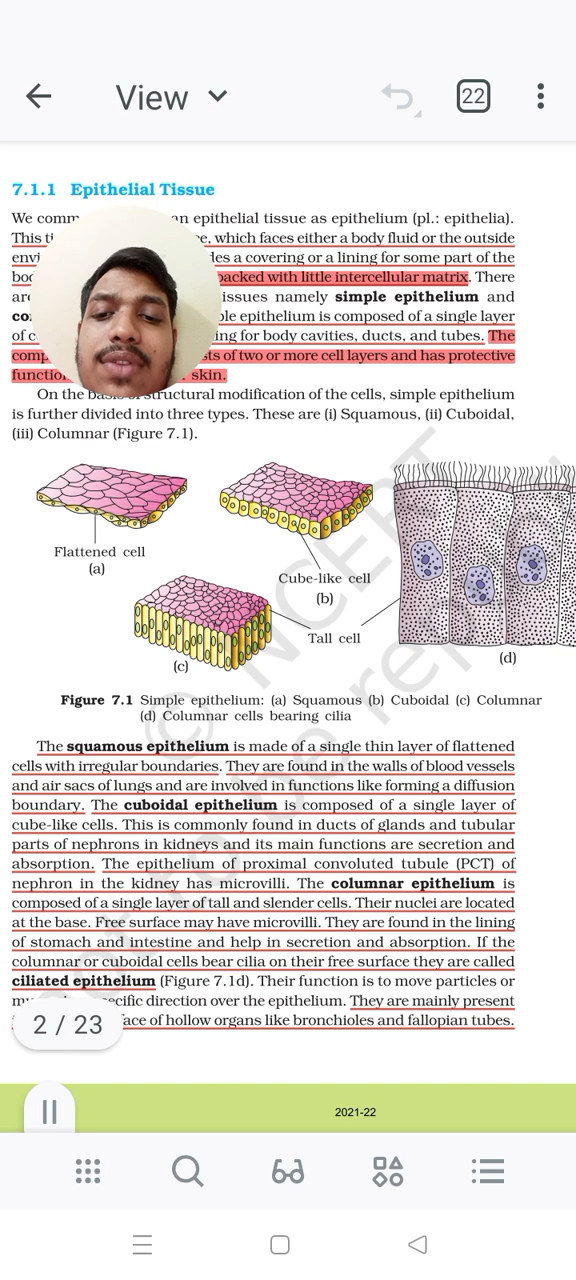 View
22
7.1.1 Epithelial Tissue
We comm an epithelial tissue as epithelium (pl.: epithelia).
This which faces either a body fluid or the outside
a covering or a lining for some part of the
packed with little intercellular matrix. There
namely simple epithelium and
epithelium is composed of a single layer
of for body cavities, ducts, and tubes. The
of two or more cell layers and has protective
skin.
On the structural modification of the cells, simple epithelium
is further divided into three types. These are (i) Squamous, (ii) Cuboidal,
(iii) Columnar (Figure 7.1).
Flattened cell
(a)
Cube-like cell
(b)
Tall cell
(c)
(d)
Figure 7.1 Simple epithelium: (a) Squamous (b) Cuboidal (c) Columnar
(d) Columnar cells bearing cilia
The squamous epithelium is made of a single thin layer of flattened
cells with irregular boundaries. They are found in the walls of blood vessels
and air sacs of lungs and are involved in functions like forming a diffusion
boundary. The cuboidal epithelium is composed of a single layer of
cube-like cells. This is commonly found in ducts of glands and tubular
parts of nephrons in kidneys and its main functions are secretion and
absorption. The epithelium of proximal convoluted tubule (PCT) of
nephron in the kidney has microvilli. The columnar epithelium is
composed of a single layer of tall and slender cells. Their nuclei are located
at the base. Free surface may have microvilli. They are found in the lining
of stomach and intestine and help in secretion and absorption. If the
columnar or cuboidal cells bear cilia on their free surface they are called
ciliated epithelium (Figure 7.1d). Their function is to move particles or
direction over the epithelium. They are mainly present
of hollow organs like bronchioles and fallopian tubes.
2 / 23
2021-22
© NCERT
not to be